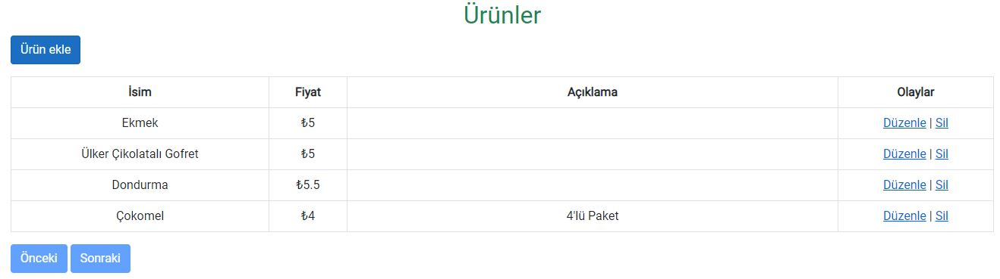 Ürünler
Ürün ekle
İsim Fiyat Açıklama Olaylar
Ekmek ₺5 Düzenle | Sil
Ülker Çikolatalı Gofret ₺5 Düzenle | Sil
Dondurma ₺5.5 Düzenle | Sil
Çokomel ₺4 4'lü Paket Düzenle | Sil
Önceki Sonraki